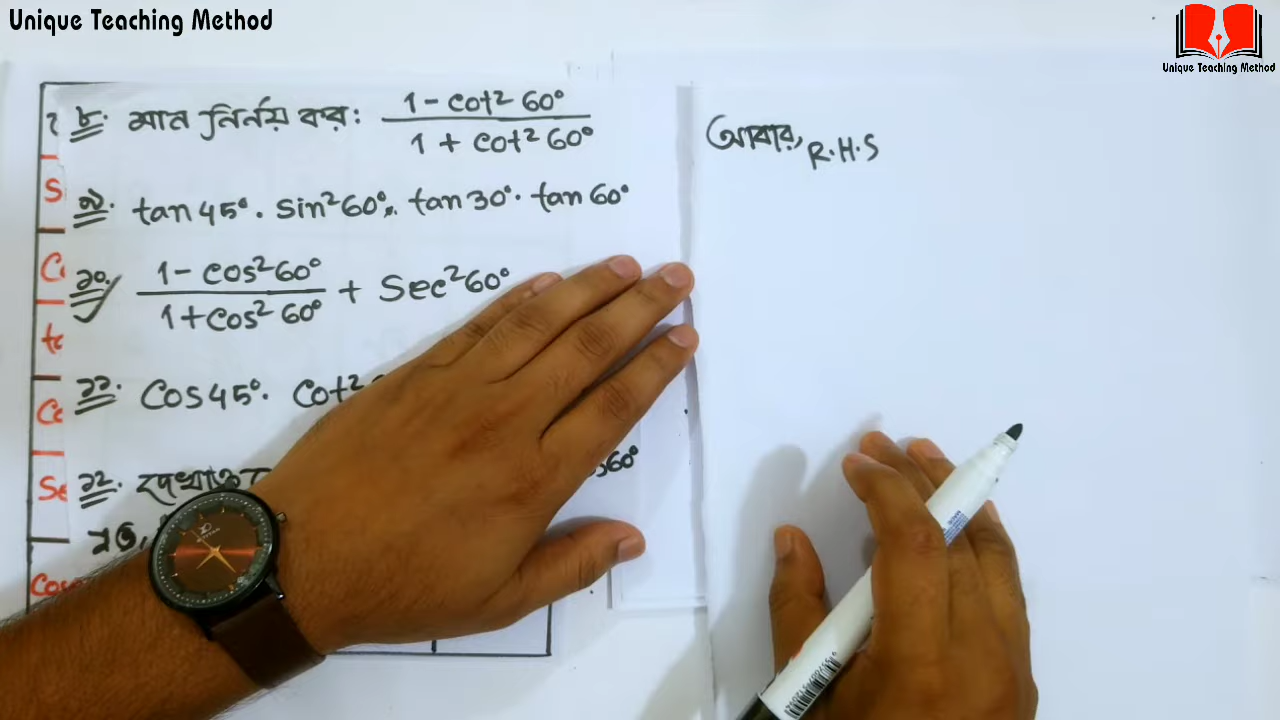 Unique Teaching Method
Unique Teaching Method
৮. মান নির্নয় কর: 1 - cot² 60° / 1 + cot² 60°
৯. tan 45°. sin² 60°. tan 30°. tan 60°
১০. 1 - cos² 60° / 1 + cos² 60° + Sec² 60°
১১. Cos 45°. Cot²
১২. দেখাও
60°
আবার, R.H.S